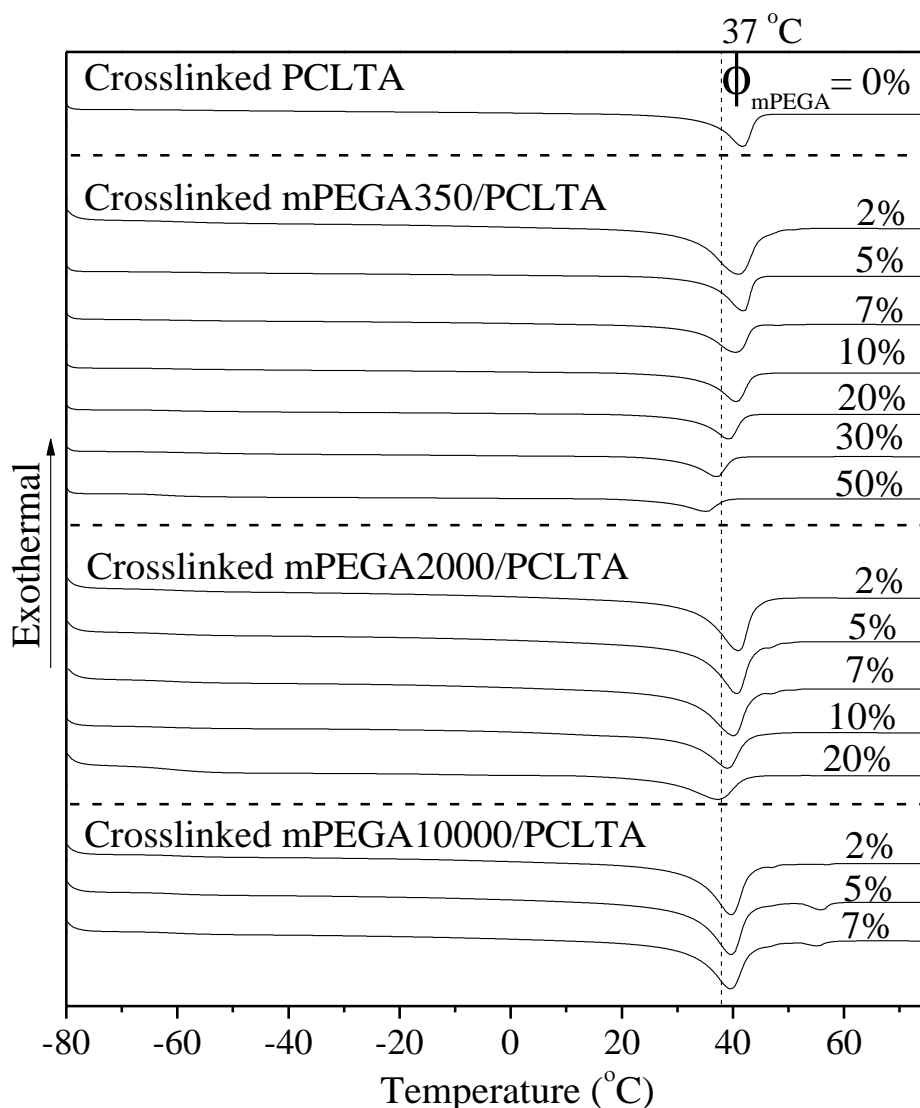 37 °C
Crosslinked PCLTA
ϕmPEGA = 0%
Crosslinked mPEGA350/PCLTA
2%
5%
7%
10%
20%
30%
50%
Crosslinked mPEGA2000/PCLTA
2%
5%
7%
10%
20%
Crosslinked mPEGA10000/PCLTA
2%
5%
7%
Exothermal
-80 -60 -40 -20 0 20 40 60
Temperature (°C)